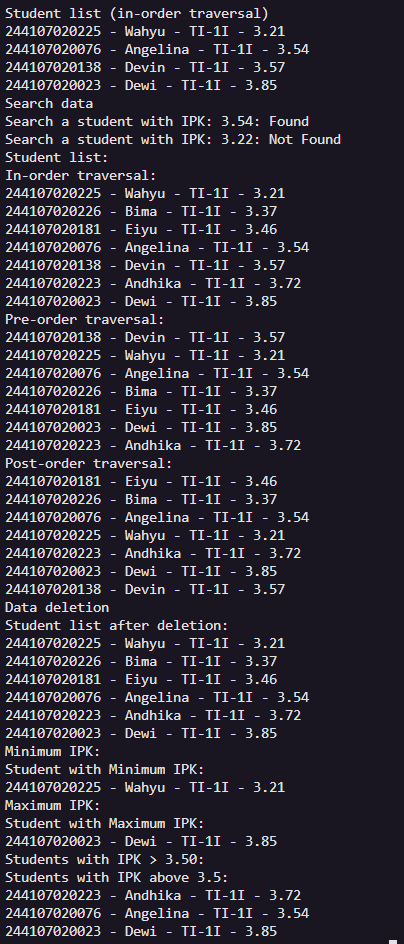 Student list (in-order traversal)
244107020225 - Wahyu - TI-1I - 3.21
244107020076 - Angelina - TI-1I - 3.54
244107020138 - Devin - TI-1I - 3.57
244107020023 - Dewi - TI-1I - 3.85
Search data
Search a student with IPK: 3.54: Found
Search a student with IPK: 3.22: Not Found
Student list:
In-order traversal:
244107020225 - Wahyu - TI-1I - 3.21
244107020226 - Bima - TI-1I - 3.37
244107020181 - Eiyu - TI-1I - 3.46
244107020076 - Angelina - TI-1I - 3.54
244107020138 - Devin - TI-1I - 3.57
244107020223 - Andhika - TI-1I - 3.72
244107020023 - Dewi - TI-1I - 3.85
Pre-order traversal:
244107020138 - Devin - TI-1I - 3.57
244107020225 - Wahyu - TI-1I - 3.21
244107020076 - Angelina - TI-1I - 3.54
244107020226 - Bima - TI-1I - 3.37
244107020181 - Eiyu - TI-1I - 3.46
244107020023 - Dewi - TI-1I - 3.85
244107020223 - Andhika - TI-1I - 3.72
Post-order traversal:
244107020181 - Eiyu - TI-1I - 3.46
244107020226 - Bima - TI-1I - 3.37
244107020076 - Angelina - TI-1I - 3.54
244107020225 - Wahyu - TI-1I - 3.21
244107020223 - Andhika - TI-1I - 3.72
244107020023 - Dewi - TI-1I - 3.85
244107020138 - Devin - TI-1I - 3.57
Data deletion
Student list after deletion:
244107020225 - Wahyu - TI-1I - 3.21
244107020226 - Bima - TI-1I - 3.37
244107020181 - Eiyu - TI-1I - 3.46
244107020076 - Angelina - TI-1I - 3.54
244107020223 - Andhika - TI-1I - 3.72
244107020023 - Dewi - TI-1I - 3.85
Minimum IPK:
Student with Minimum IPK:
244107020225 - Wahyu - TI-1I - 3.21
Maximum IPK:
Student with Maximum IPK:
244107020023 - Dewi - TI-1I - 3.85
Students with IPK > 3.50:
Students with IPK above 3.5:
244107020223 - Andhika - TI-1I - 3.72
244107020076 - Angelina - TI-1I - 3.54
244107020023 - Dewi - TI-1I - 3.85